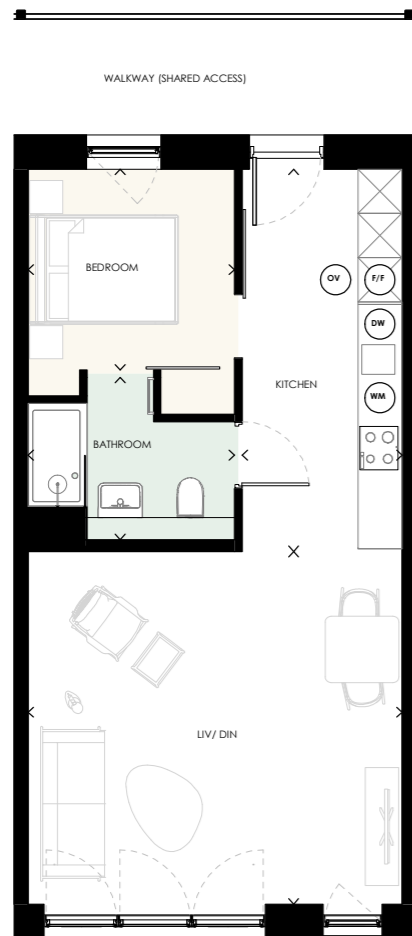 WALKWAY (SHARED ACCESS)
BEDROOM
OV
F/F
DW
KITCHEN
WM
BATHROOM
LIV/ DIN